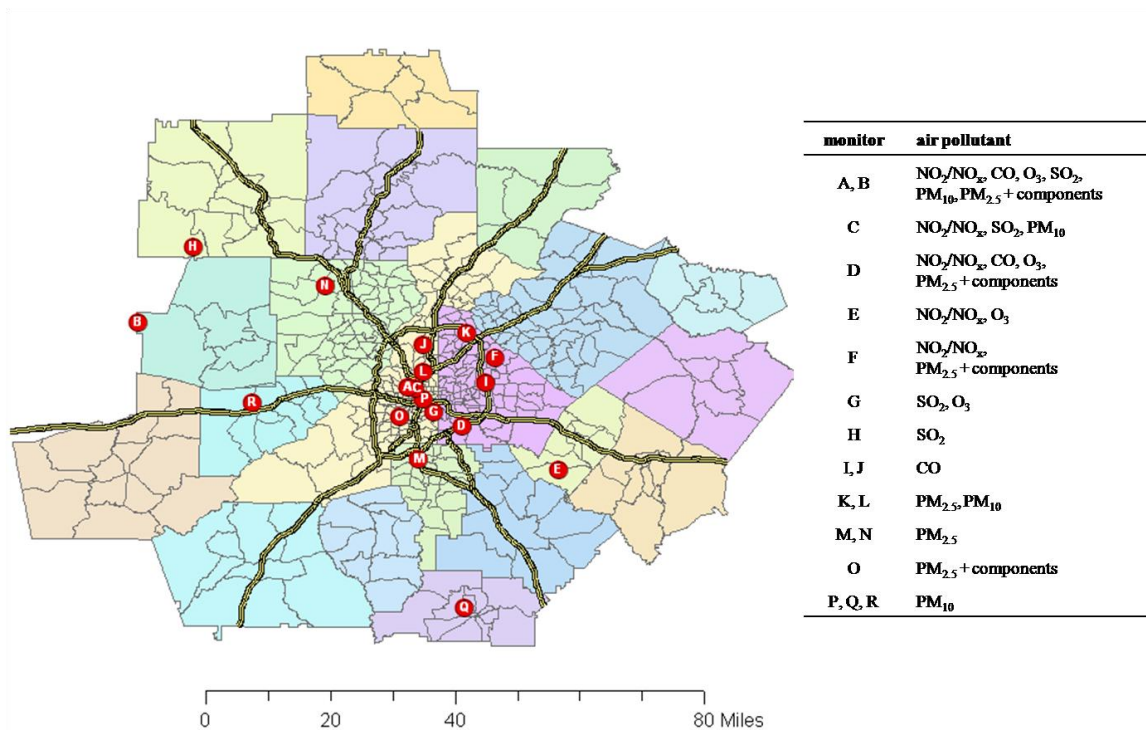 H
N
B
K
J
F
L
I
A C
R
P
G
O
D
M
E
Q
0 20 40 80 Miles
monitor air pollutant
A, B NO₂/NOₓ, CO, O₃, SO₂,
PM₁₀, PM₂.₅ + components
C NO₂/NOₓ, SO₂, PM₁₀
D NO₂/NOₓ, CO, O₃,
PM₂.₅ + components
E NO₂/NOₓ, O₃
F NO₂/NOₓ,
PM₂.₅ + components
G SO₂, O₃
H SO₂
I, J CO
K, L PM₂.₅, PM₁₀
M, N PM₂.₅
O PM₂.₅ + components
P, Q, R PM₁₀